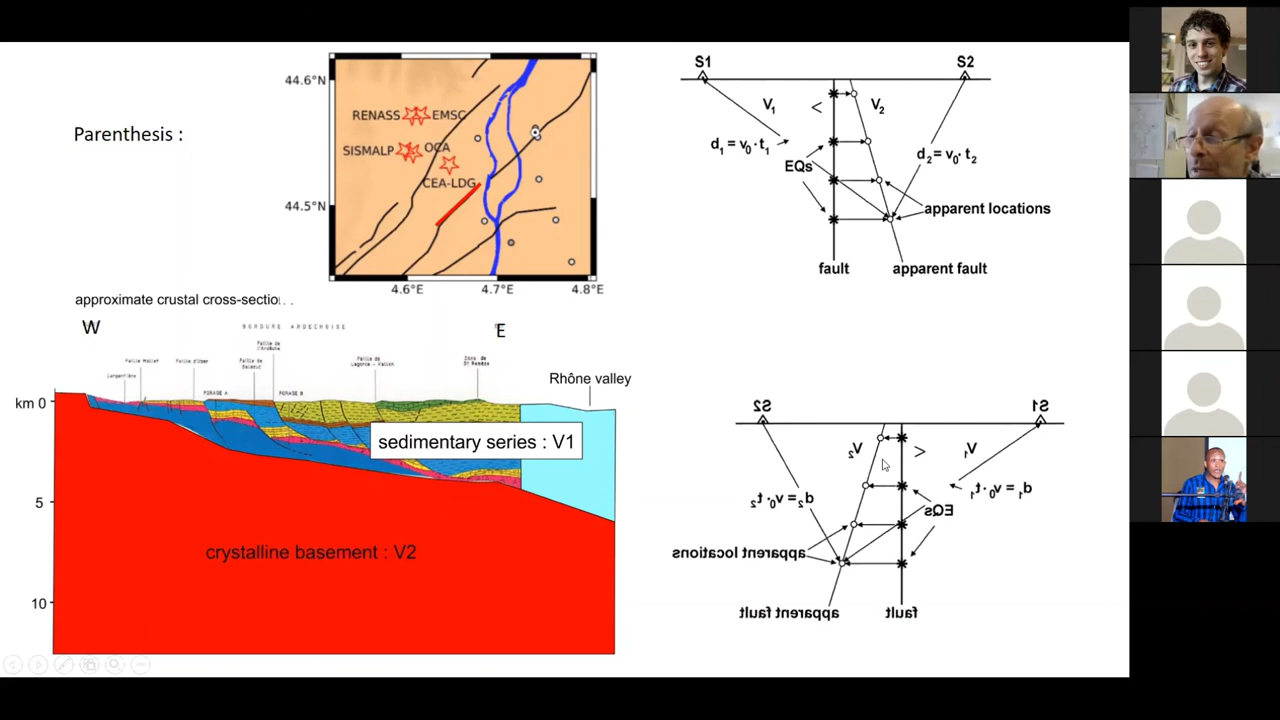 Parenthesis :
44.6°N
RENASS
EMSC
SISMALP
OCA
CEA-LDG
44.5°N
4.6°E
4.7°E
4.8°E
S1
S2
V1
<
V2
d1 = v0 · t1
EQs
d2 = v0 · t2
apparent locations
fault
apparent fault
approximate crustal cross-sectio
W
E
BORDURE ARDECHOISE
Rhône valley
FORAGE A
FORAGE B
km 0
sedimentary series : V1
5
crystalline basement : V2
10
S2
S1
V2
>
V1
d2 = v0 · t2
d1 = v0 · t1
EQs
apparent locations
apparent fault
fault